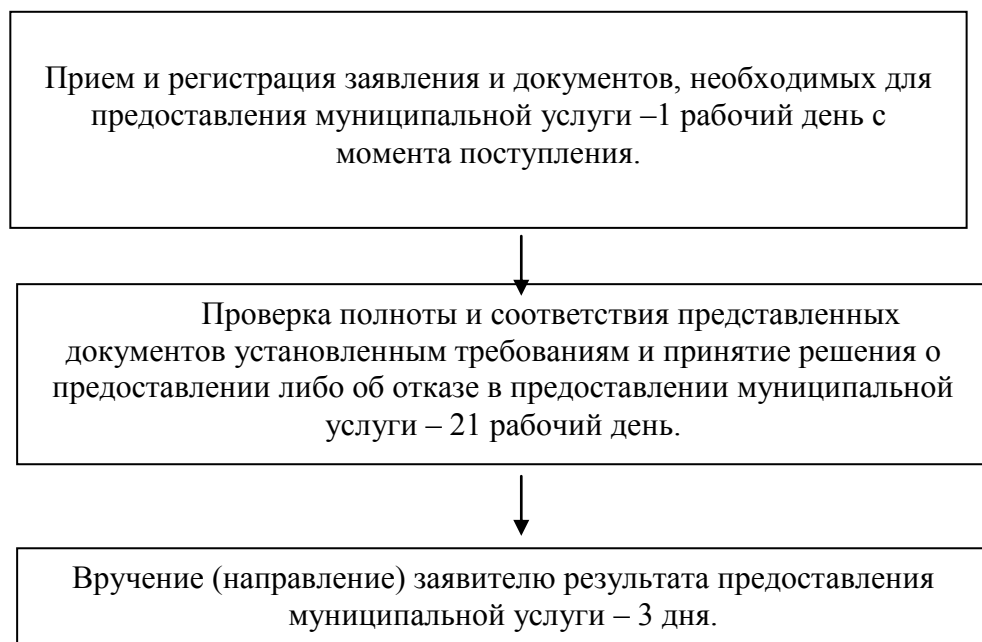 Прием и регистрация заявления и документов, необходимых для
предоставления муниципальной услуги –1 рабочий день с
момента поступления.
Проверка полноты и соответствия представленных
документов установленным требованиям и принятие решения о
предоставлении либо об отказе в предоставлении муниципальной
услуги – 21 рабочий день.
Вручение (направление) заявителю результата предоставления
муниципальной услуги – 3 дня.